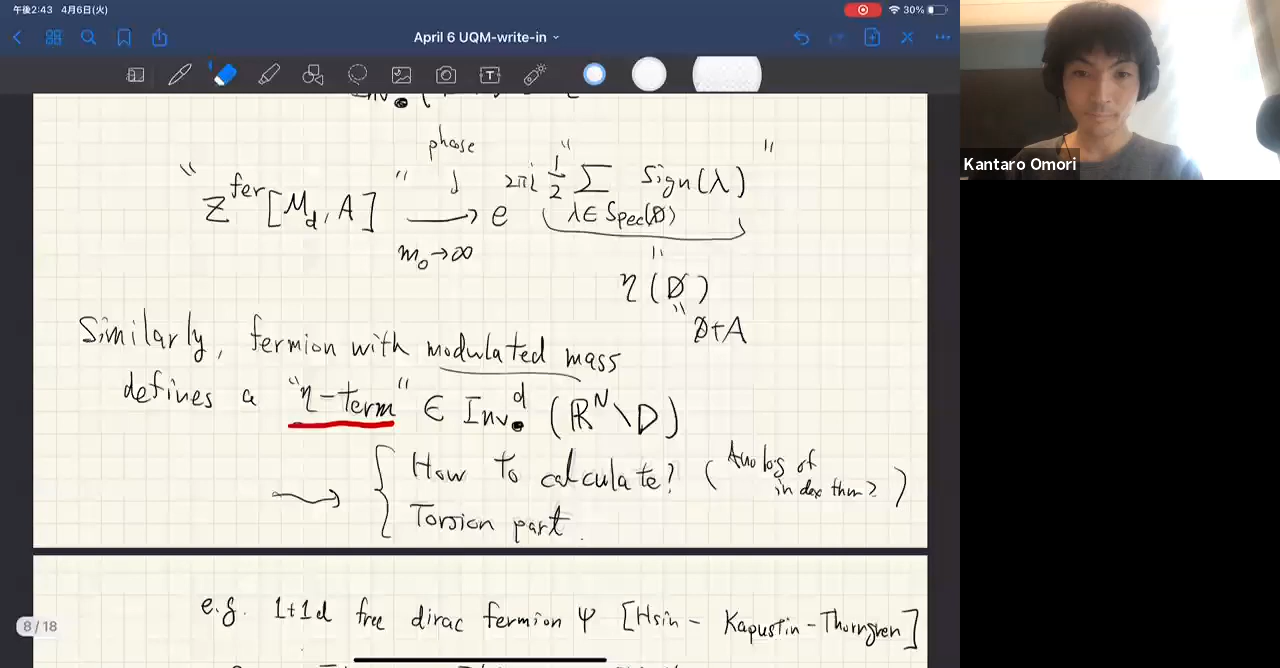 午後2:43 4月6日(火)
30%
April 6 UQM-write-in
Kantaro Omori
phase
"Z^fer[M_d, A]" → e^{2πi "1/2 Σ Sign(λ)"}
m_0→∞
λ∈Spec(D̸)
η(D̸)
∂̸+A
Similarly, fermion with modulated mass
defines a "η-term" ∈ Inv^d (ℝ^N \ D)
How to calculate? (Analog of
index thm?)
Torsion part.
8 / 18
e.g. 1+1d free dirac fermion ψ [Hsin - Kapustin - Thorngren]